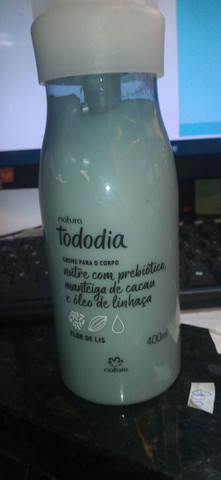 natura
tododia
CREME PARA O CORPO
nutre com prebiótico,
manteiga de cacau
e óleo de linhaça
FLOR DE LIS
400ml
natura